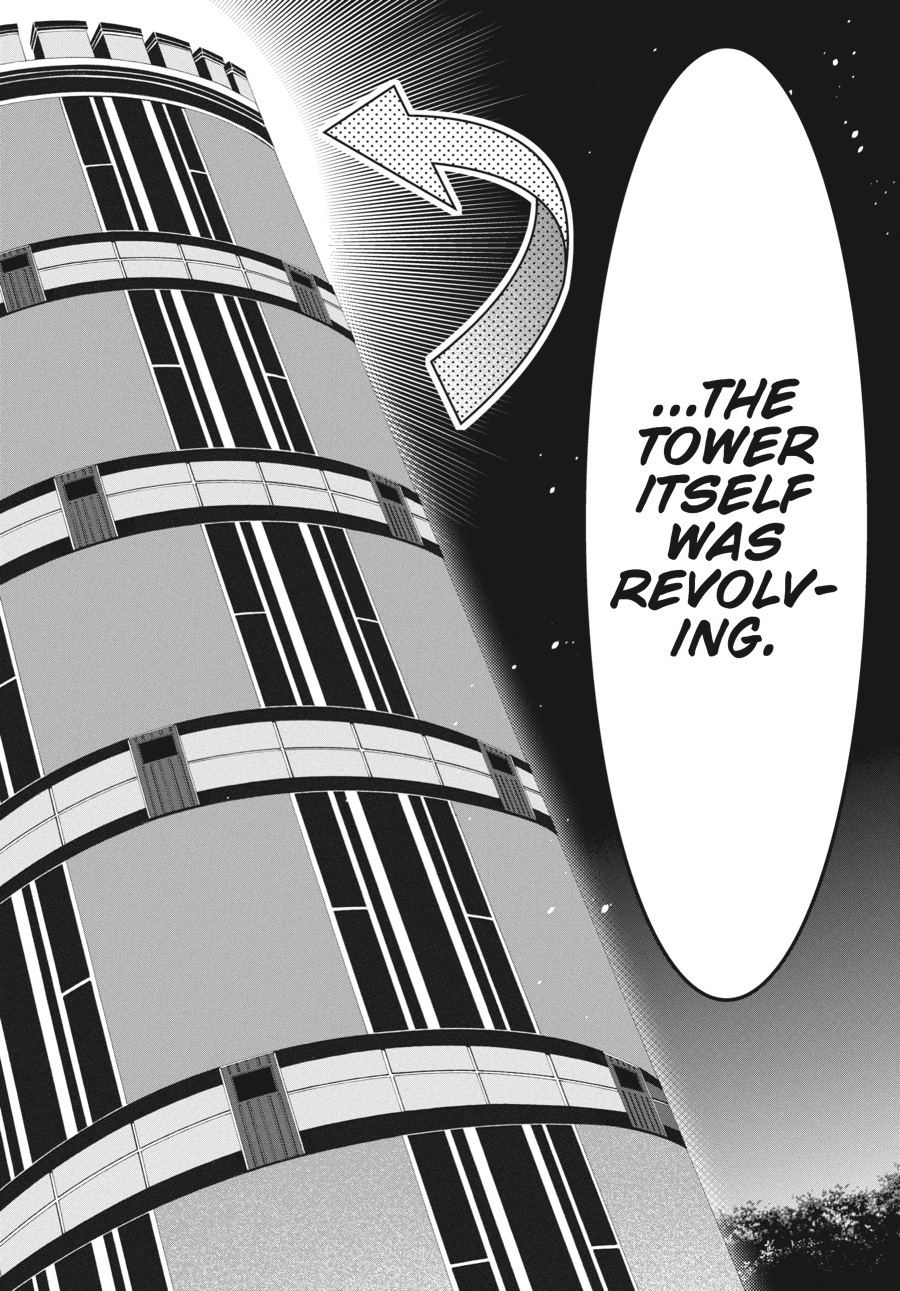 ...THE
TOWER
ITSELF
WAS
REVOLV-
ING.